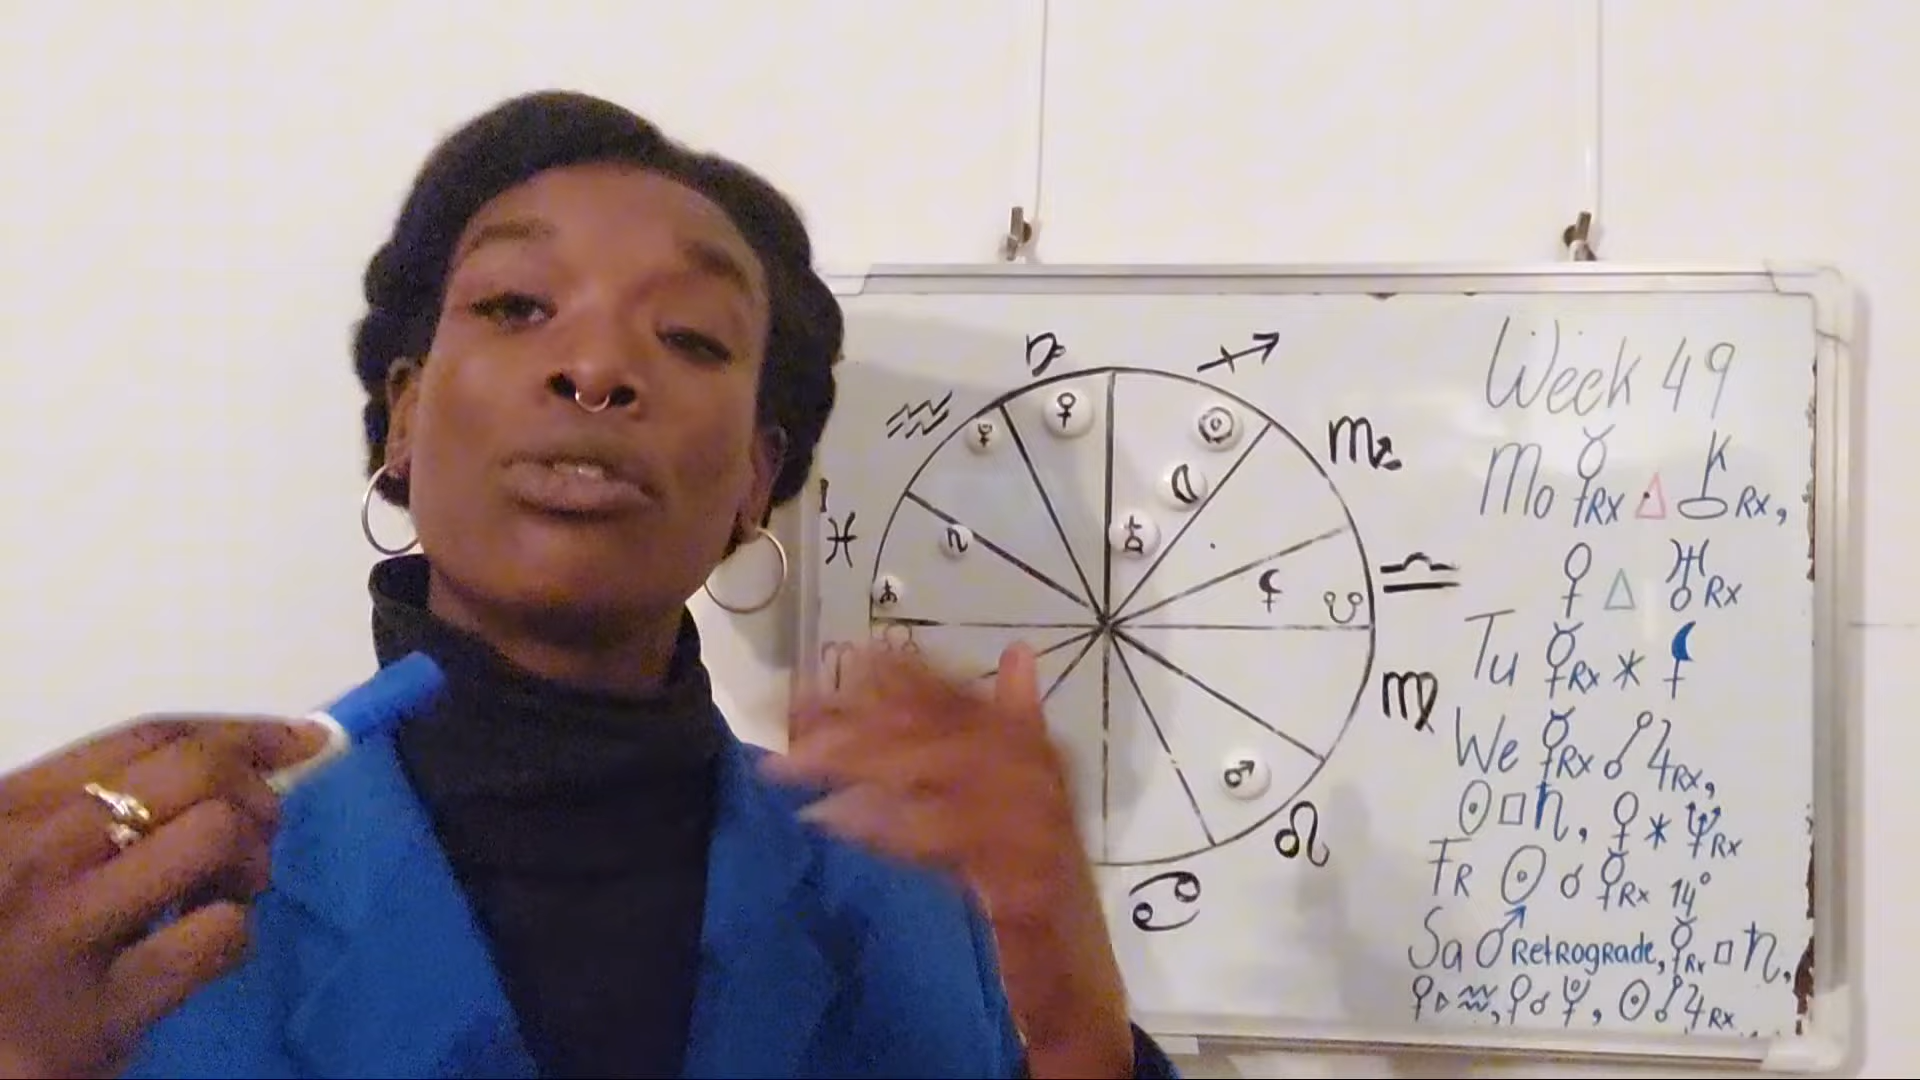 Week 49
Mo ☿Rx △ ⚷Rx,
♀ △ ♅Rx
Tu ☿Rx ⚹ ⚸
We ☿Rx ☍ ♃Rx,
☉ □ ♄, ♀ ⚹ ♆Rx
FR ☉ ☌ ☿Rx 14°
Sa ♂ RetRogRade, ☿Rx □ ♄,
♀ ▷ ♒, ♀ ☌ ♇, ☉ ☍ ♃Rx
♑ ♐
♒ ♏
♀ ☉
♇
☾
♓ ♄
♎
⚸ ☋
♈ ☊
♍
♂
♌
♋